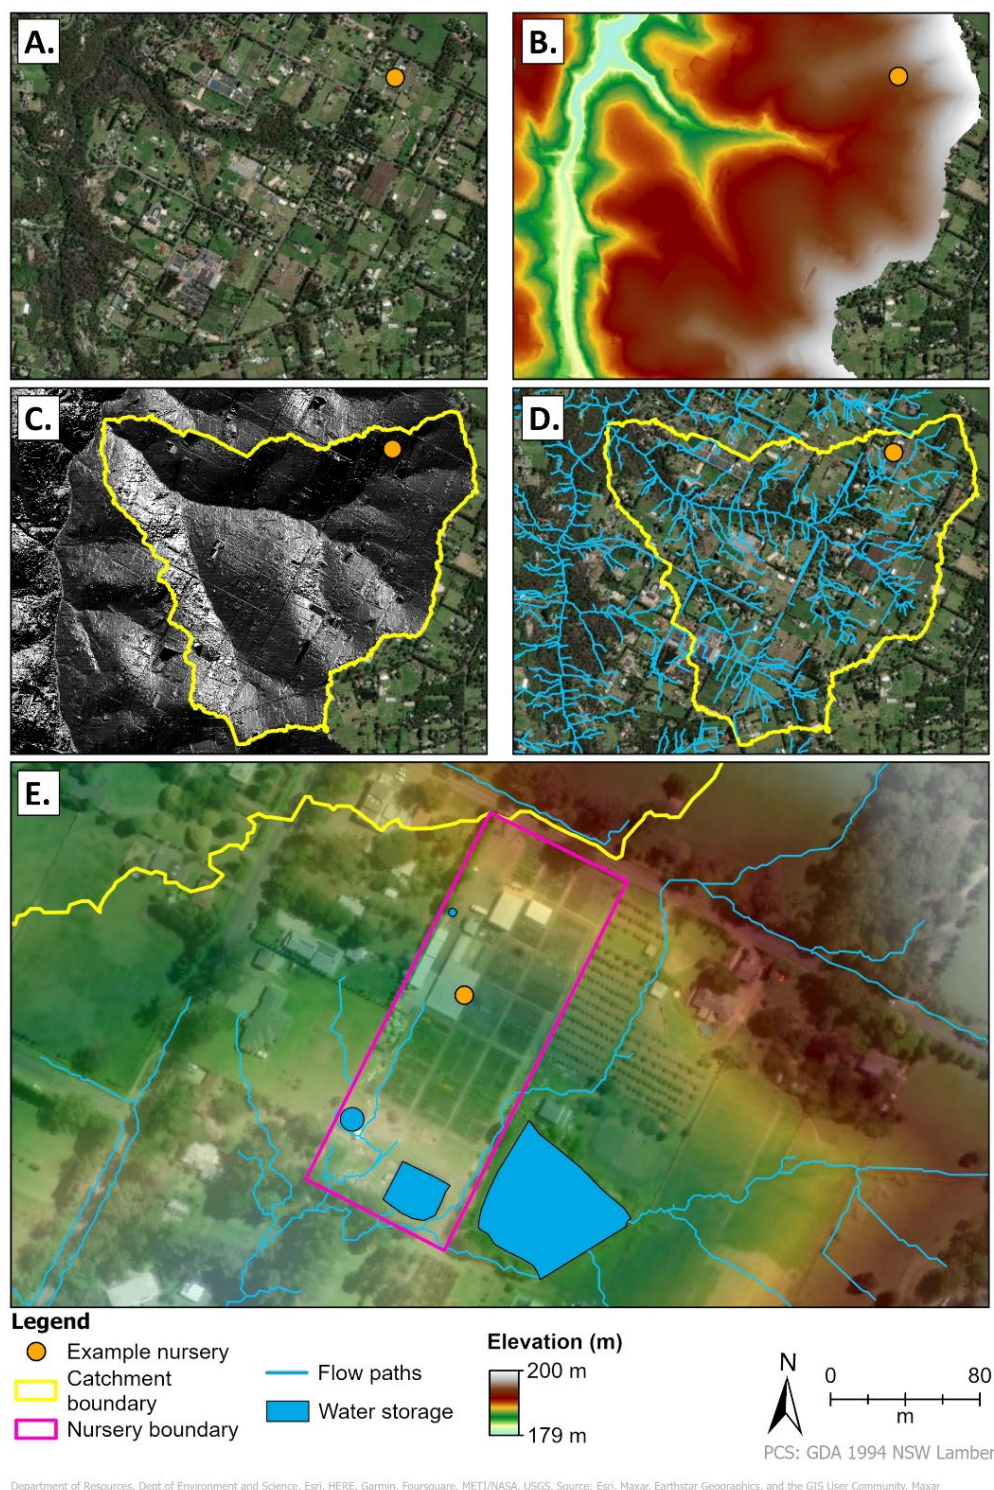 A.
B.
C.
D.
E.
Legend
Example nursery
Catchment
boundary
Nursery boundary
Flow paths
Water storage
Elevation (m)
200 m
179 m
N
0 80
m
PCS: GDA 1994 NSW Lamber
Department of Resources, Dept.of Environment and Science, Esri, HERE, Garmin, Foursquare, METI/NASA, USGS, Source: Esri, Maxar, Earthstar Geographics, and the GIS User Community, Maxar